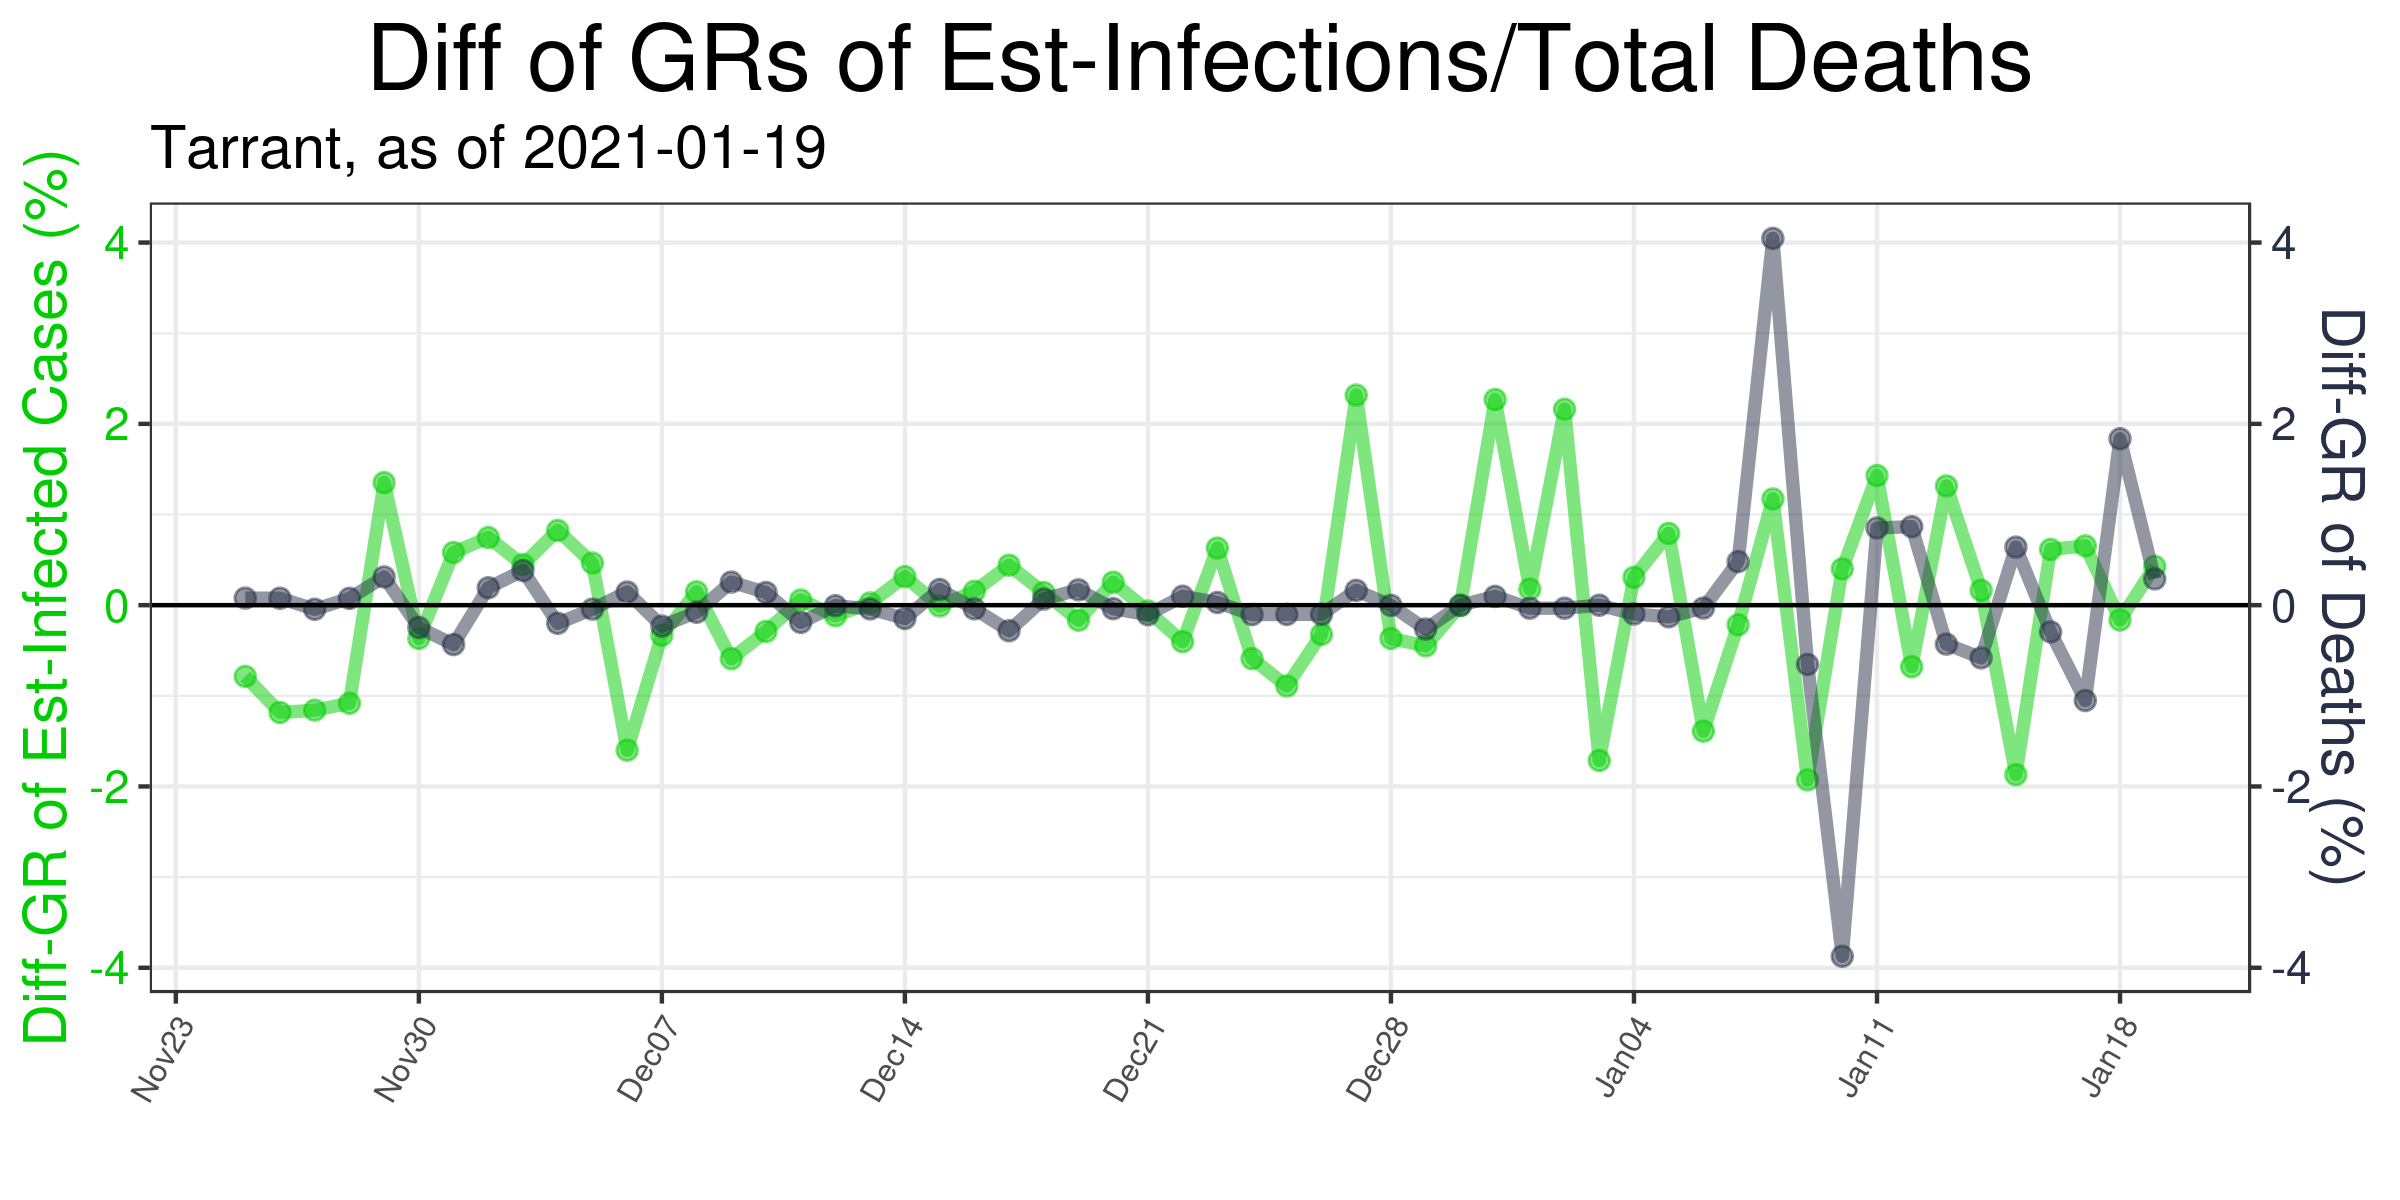 Diff of GRs of Est-Infections/Total Deaths
Tarrant, as of 2021-01-19
Diff-GR of Est-Infected Cases (%)
4
2
0
-2
-4
4
2
0
-2
-4
Diff-GR of Deaths (%)
Nov23
Nov30
Dec07
Dec14
Dec21
Dec28
Jan04
Jan11
Jan18